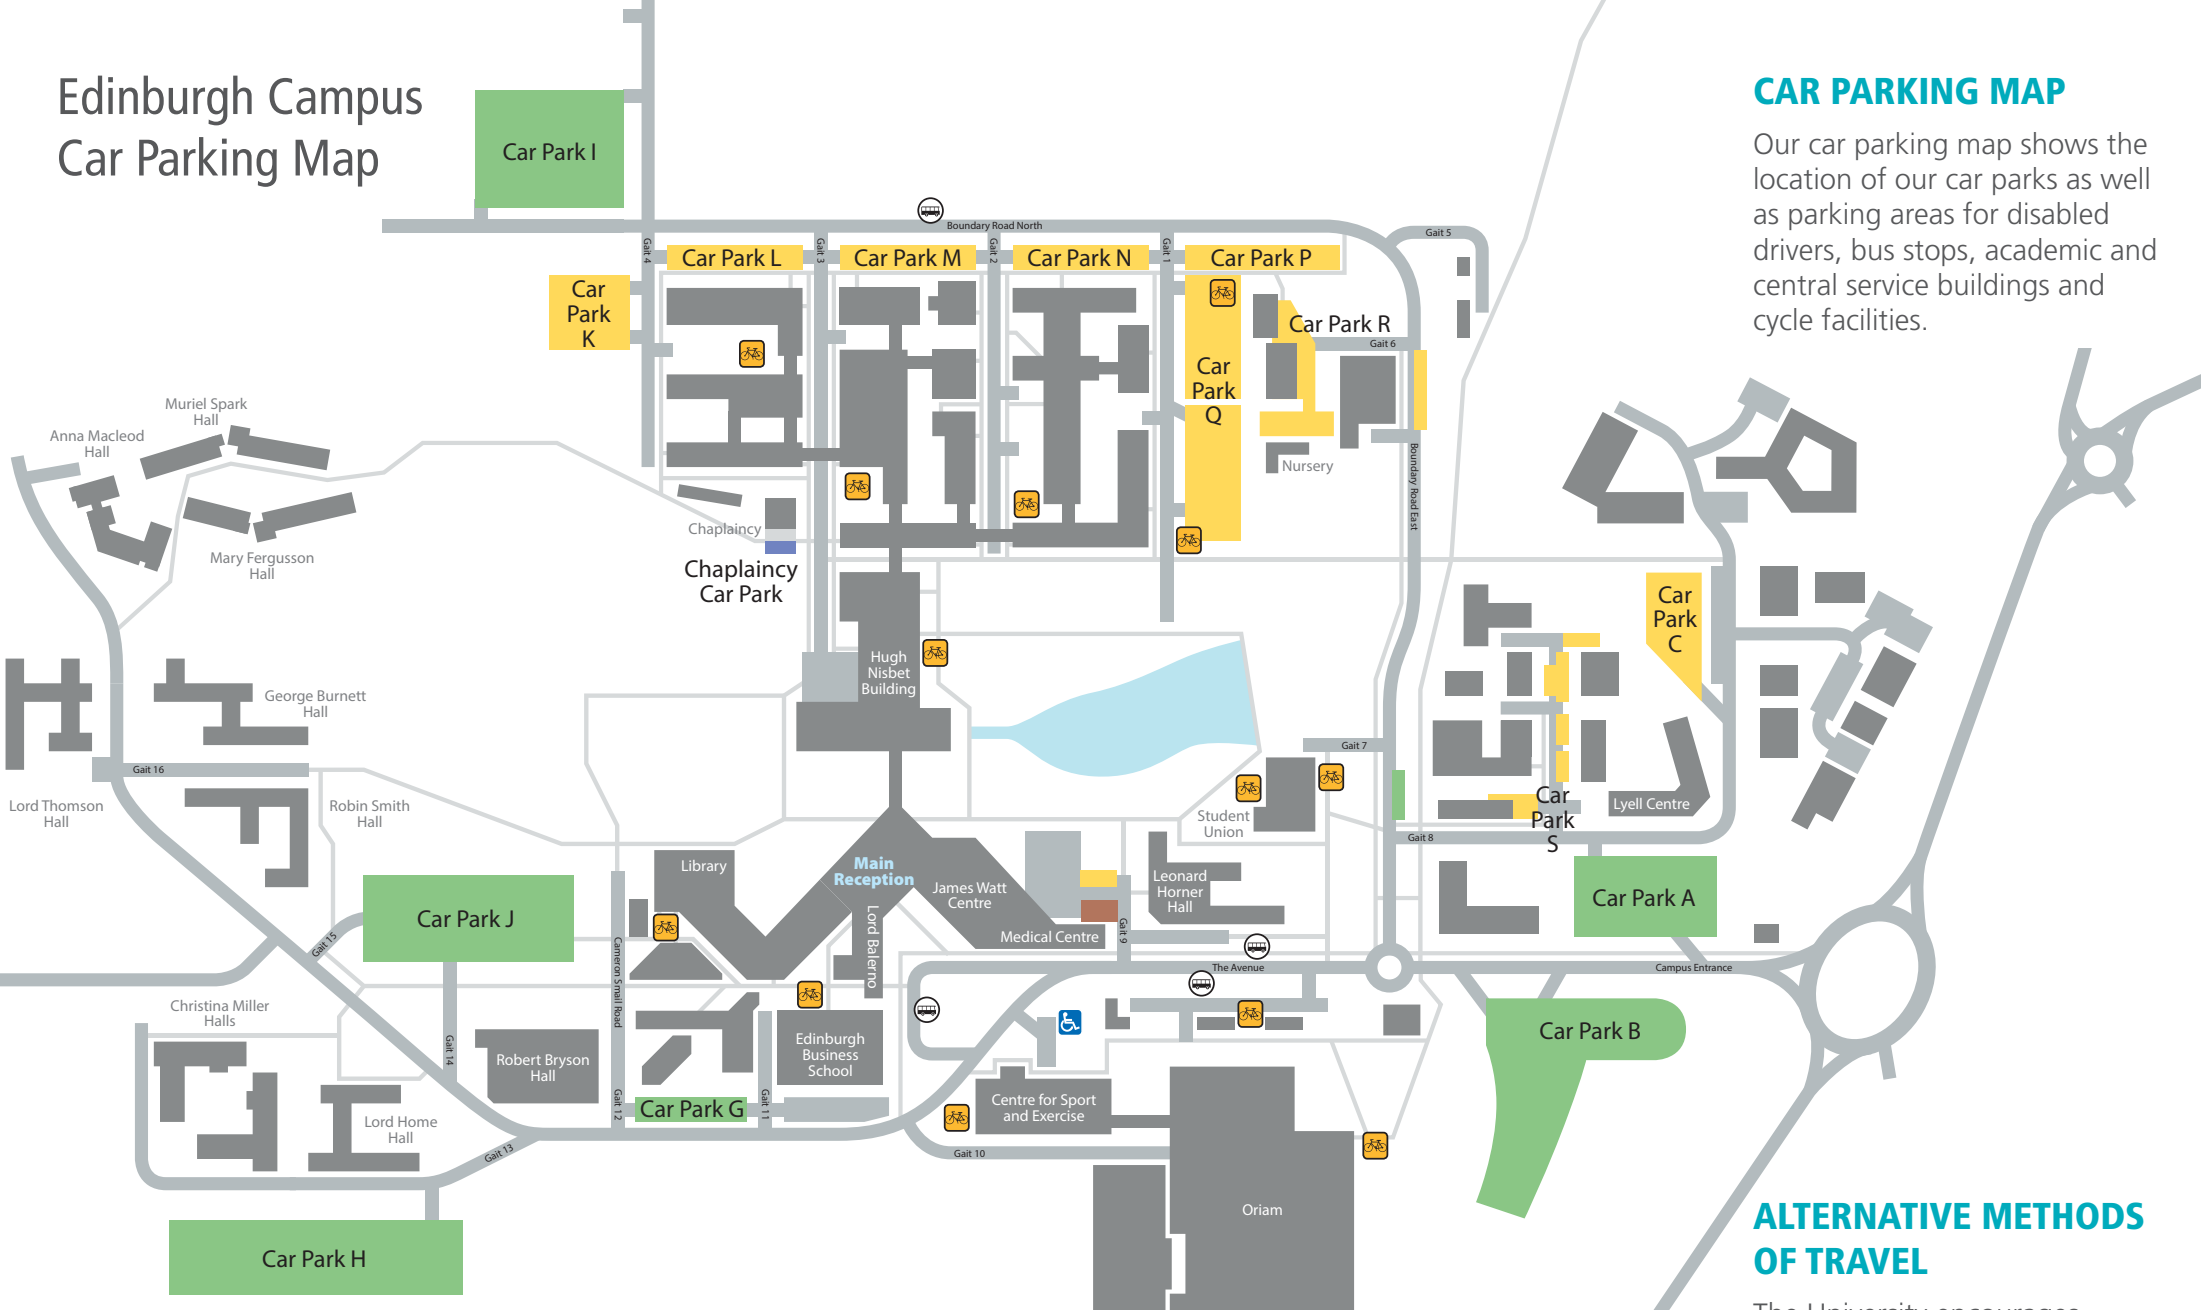 Edinburgh Campus
Car Parking Map
CAR PARKING MAP
Our car parking map shows the
location of our car parks as well
as parking areas for disabled
drivers, bus stops, academic and
central service buildings and
cycle facilities.
Car Park I
Boundary Road North
Gait 5
Gait 4
Car Park L
Gait 3
Car Park M
Gait 2
Car Park N
Gait 1
Car Park P
Car
Park
K
Car Park R
Gait 6
Car
Park
Q
Muriel Spark
Hall
Anna Macleod
Hall
Nursery
Boundary Road East
Chaplaincy
Mary Fergusson
Hall
Chaplaincy
Car Park
Car
Park
C
Hugh
Nisbet
Building
George Burnett
Hall
Gait 7
Gait 16
Lord Thomson
Hall
Robin Smith
Hall
Student
Union
Car
Park
S
Lyell Centre
Gait 8
Library
Main
Reception
James Watt
Centre
Leonard
Horner
Hall
Car Park A
Car Park J
Lord Balerno
Medical Centre
Gait 9
Gait 15
Cameron Smail Road
The Avenue
Campus Entrance
Christina Miller
Halls
Car Park B
Gait 14
Robert Bryson
Hall
Edinburgh
Business
School
Gait 12
Car Park G
Gait 11
Centre for Sport
and Exercise
Lord Home
Hall
Gait 13
Gait 10
Oriam
Car Park H
ALTERNATIVE METHODS
OF TRAVEL
The University encourages